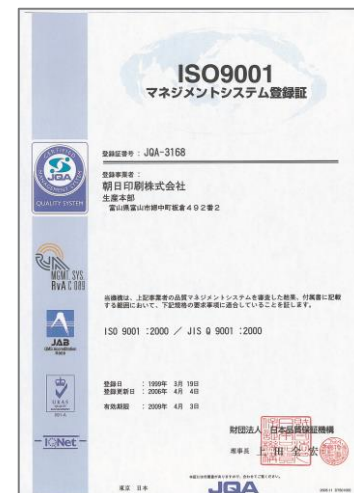 ISO9001
マネジメントシステム登録証
登録証番号 : JQA-3168
登録事業者 :
朝日印刷株式会社
生産本部
富山県富山市婦中町板倉492番2
JQA
QUALITY SYSTEM
MGMT. SYS.
RvA C 089
JAB
当機構は、上記事業者の品質マネジメントシステムを審査した結果、付属書に記載
する範囲において、下記規格の要求事項に適合していることを証します。
ISO 9001 :2000 / JIS Q 9001 :2000
登録日 : 1999年 3月 19日
登録更新日 : 2006年 4月 4日
有効期限 : 2009年 4月 3日
財団法人 日本品質保証機構
理事長 上田全宏
IQNet
東京 日本
JQA